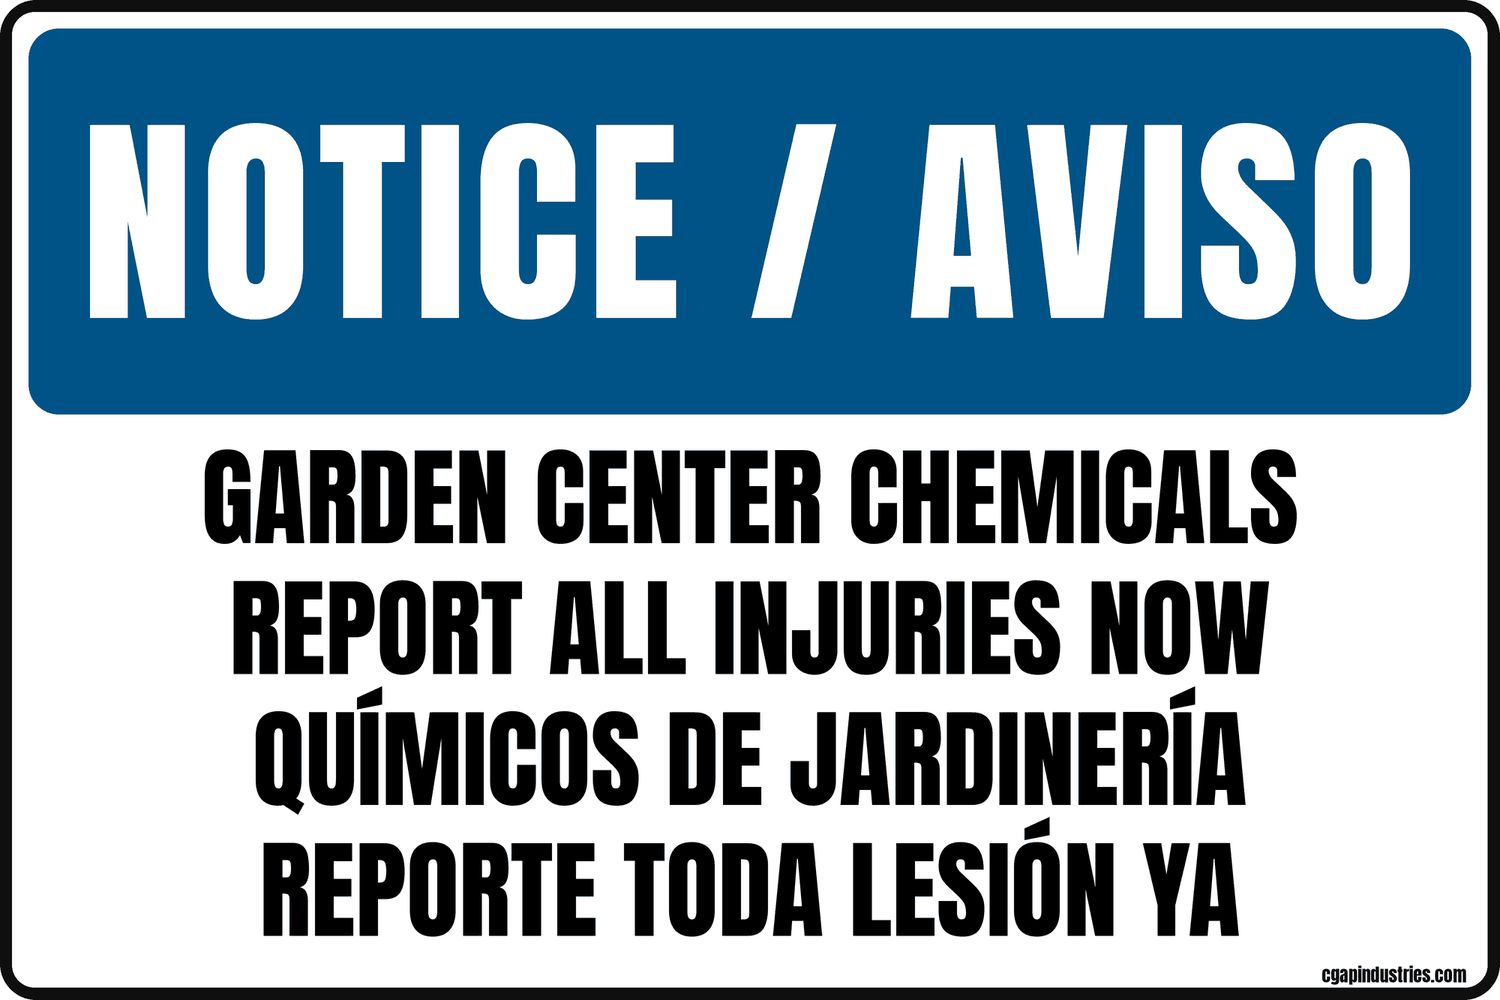 NOTICE / AVISO
GARDEN CENTER CHEMICALS
REPORT ALL INJURIES NOW
QUÍMICOS DE JARDINERÍA
REPORTE TODA LESIÓN YA
cgapindustries.com